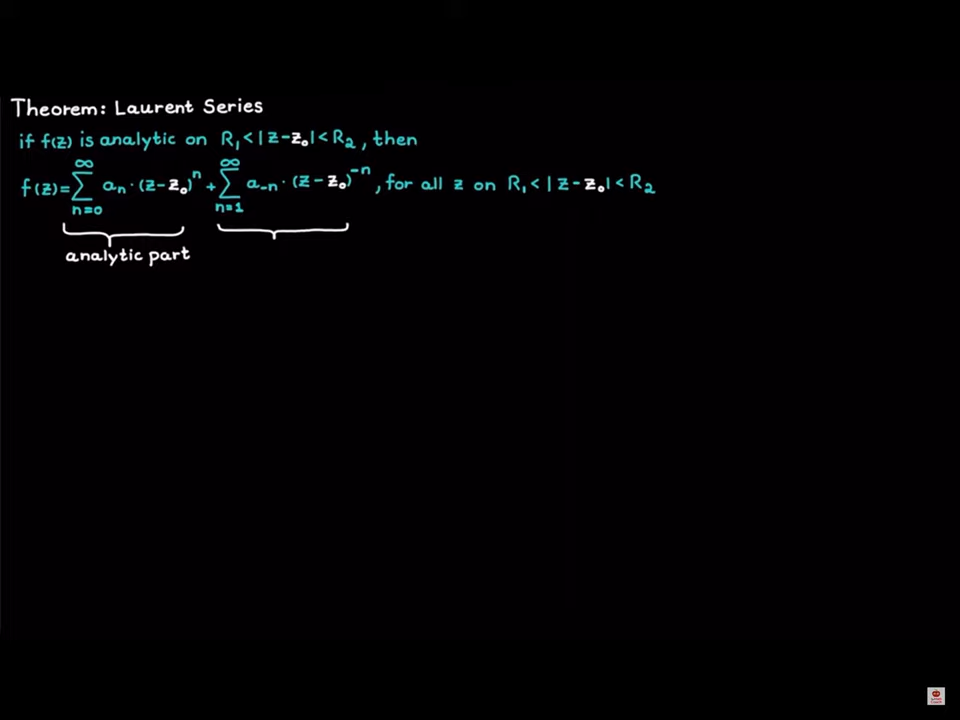 Theorem: Laurent Series
if f(z) is analytic on R₁ < |z - z₀| < R₂, then
f(z) = ∑_{n=0}^{∞} aₙ · (z - z₀)ⁿ + ∑_{n=1}^{∞} a₋ₙ · (z - z₀)⁻ⁿ, for all z on R₁ < |z - z₀| < R₂
analytic part